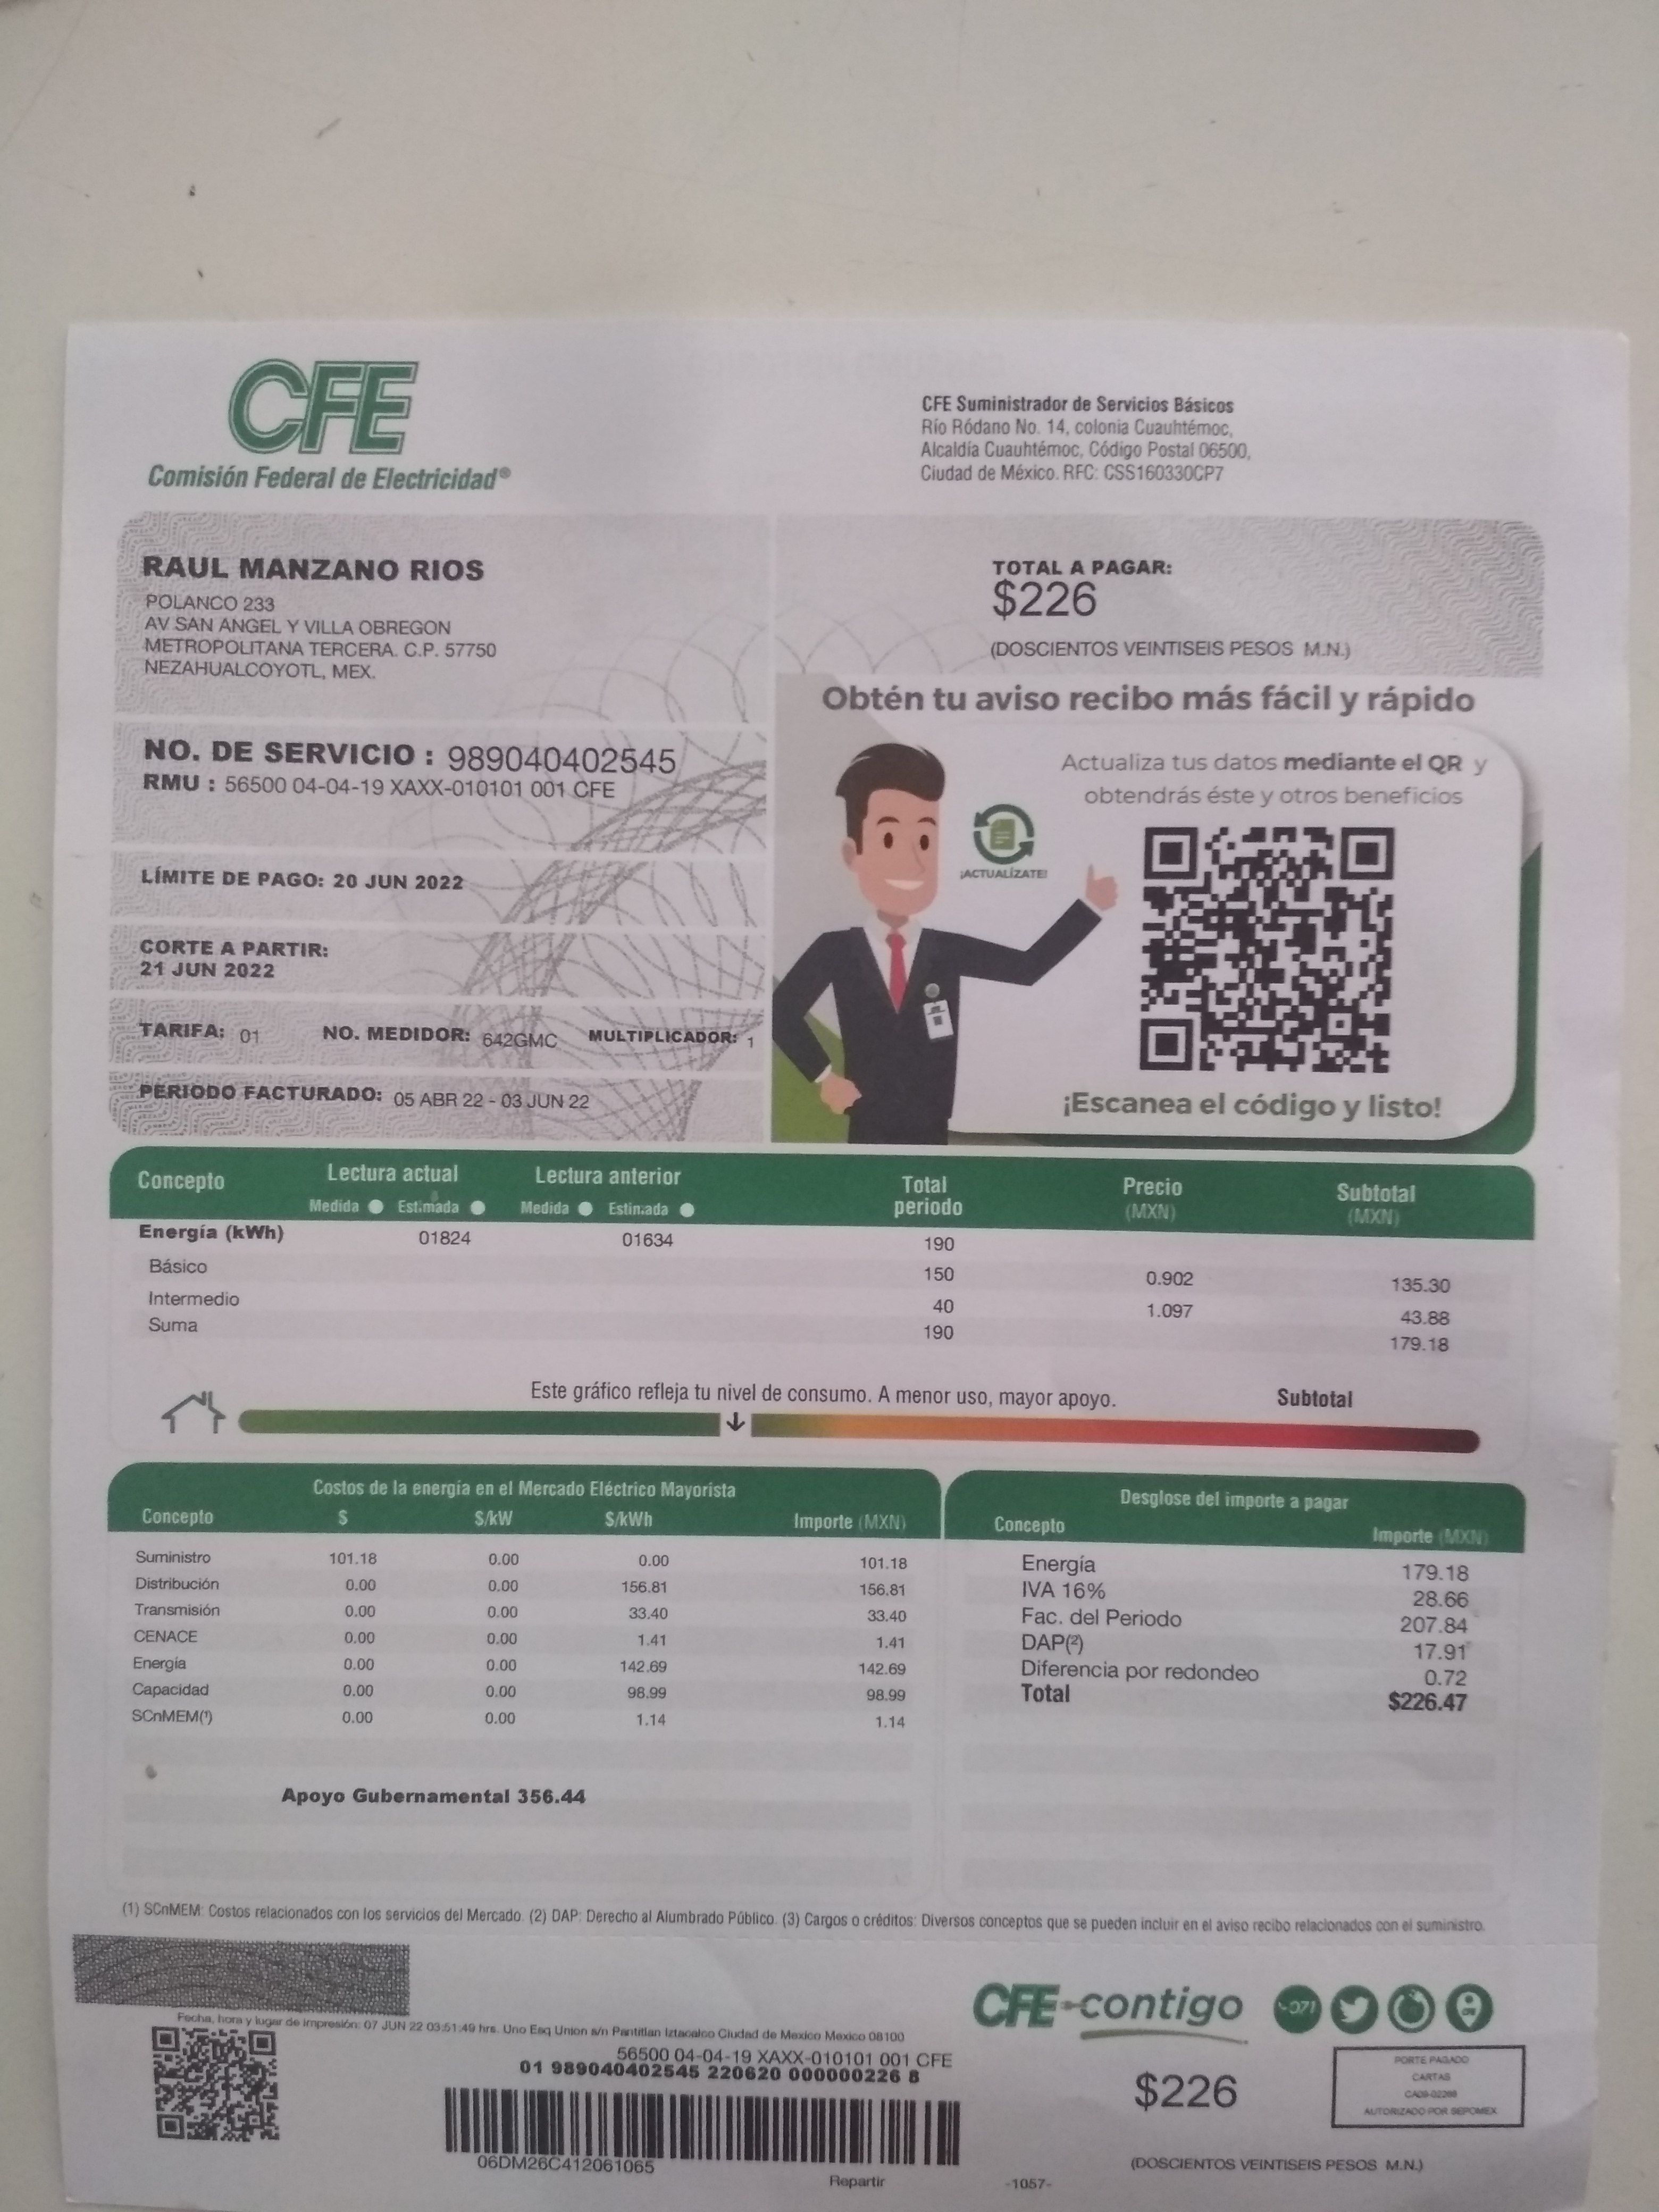 CFE
Comisión Federal de Electricidad®
CFE Suministrador de Servicios Básicos
Río Ródano No. 14, colonia Cuauhtémoc,
Alcaldía Cuauhtémoc, Código Postal 06500,
Ciudad de México. RFC: CSS160330CP7
RAUL MANZANO RIOS
POLANCO 233
AV SAN ANGEL Y VILLA OBREGON
METROPOLITANA TERCERA. C.P. 57750
NEZAHUALCOYOTL, MEX.
TOTAL A PAGAR:
$226
(DOSCIENTOS VEINTISEIS PESOS M.N.)
NO. DE SERVICIO : 989040402545
RMU : 56500 04-04-19 XAXX-010101 001 CFE
LÍMITE DE PAGO: 20 JUN 2022
CORTE A PARTIR:
21 JUN 2022
TARIFA: 01 NO. MEDIDOR: 642GMC MULTIPLICADOR: 1
PERIODO FACTURADO: 05 ABR 22 - 03 JUN 22
Obtén tu aviso recibo más fácil y rápido
Actualiza tus datos mediante el QR y
obtendrás éste y otros beneficios
¡ACTUALÍZATE!
¡Escanea el código y listo!
Concepto Lectura actual Lectura anterior Total periodo Precio (MXN) Subtotal (MXN)
Medida Estimada Medida Estimada
Energía (kWh) 01824 01634 190
Básico 150 0.902 135.30
Intermedio 40 1.097 43.88
Suma 190 179.18
Este gráfico refleja tu nivel de consumo. A menor uso, mayor apoyo. Subtotal
Costos de la energía en el Mercado Eléctrico Mayorista
Concepto $ $/kW $/kWh Importe (MXN)
Suministro 101.18 0.00 0.00 101.18
Distribución 0.00 0.00 156.81 156.81
Transmisión 0.00 0.00 33.40 33.40
CENACE 0.00 0.00 1.41 1.41
Energía 0.00 0.00 142.69 142.69
Capacidad 0.00 0.00 98.99 98.99
SCnMEM(¹) 0.00 0.00 1.14 1.14
Apoyo Gubernamental 356.44
Desglose del importe a pagar
Concepto Importe (MXN)
Energía 179.18
IVA 16% 28.66
Fac. del Periodo 207.84
DAP(²) 17.91
Diferencia por redondeo 0.72
Total $226.47
(1) SCnMEM: Costos relacionados con los servicios del Mercado. (2) DAP: Derecho al Alumbrado Público. (3) Cargos o créditos: Diversos conceptos que se pueden incluir en el aviso recibo relacionados con el suministro.
Fecha, hora y lugar de impresión: 07 JUN 22 03:51:49 hrs. Uno Esq Union s/n Pantitlan Iztacalco Ciudad de Mexico Mexico 08100
56500 04-04-19 XAXX-010101 001 CFE
01 989040402545 220620 000000226 8
06DM26C412061065
Repartir
-1057-
CFE contigo
071
$226
(DOSCIENTOS VEINTISEIS PESOS M.N.)
PORTE PAGADO
CARTAS
AUTORIZADO POR SEPOMEX